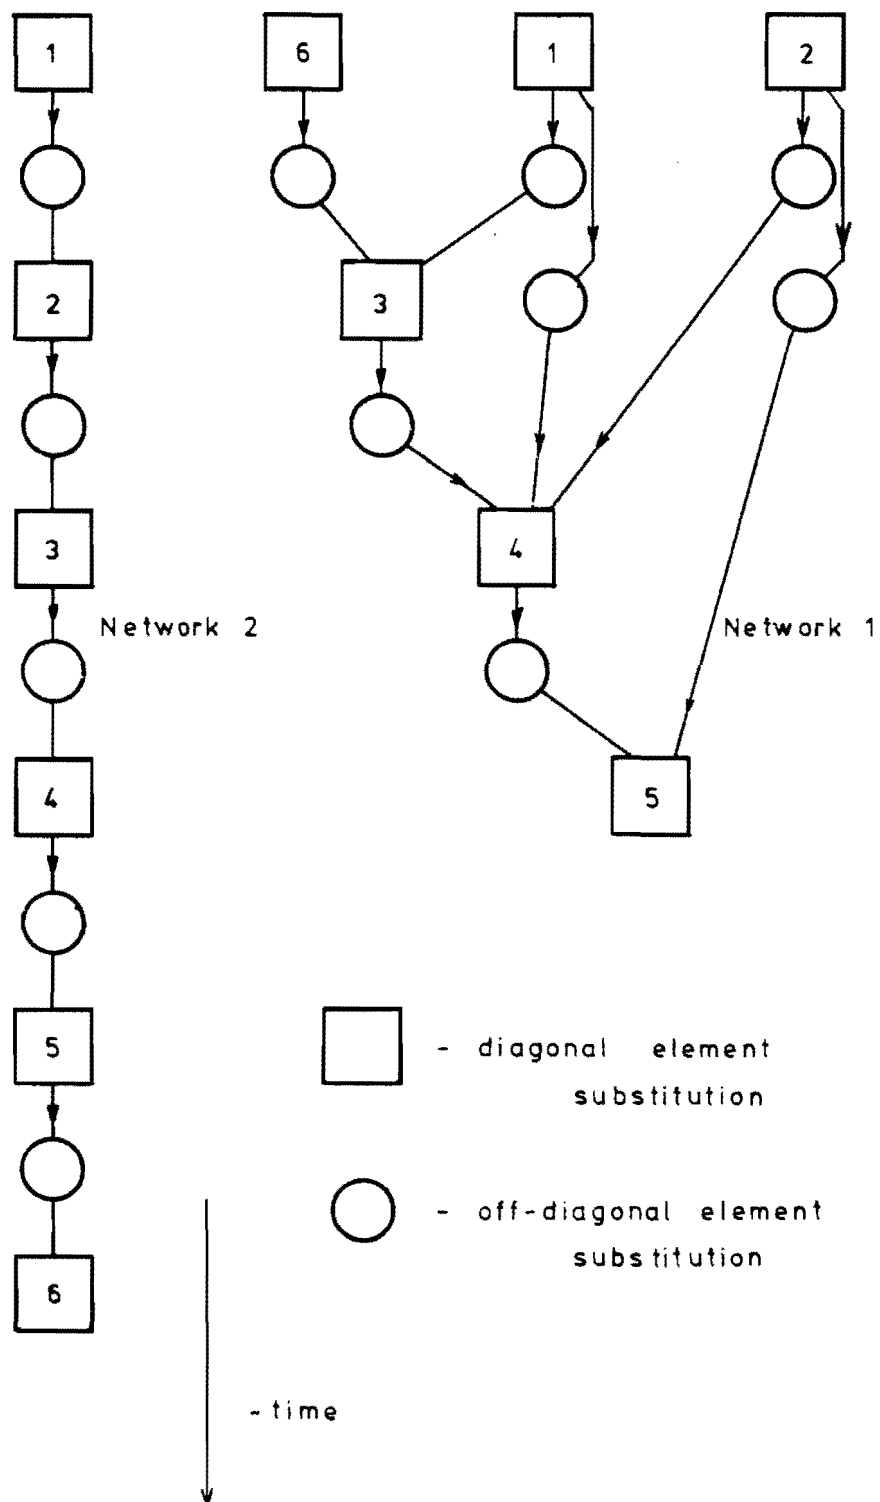 1
6
1
2
2
3
3
4
Network 2
Network 1
4
5
5
- diagonal element
substitution
- off-diagonal element
substitution
6
~time